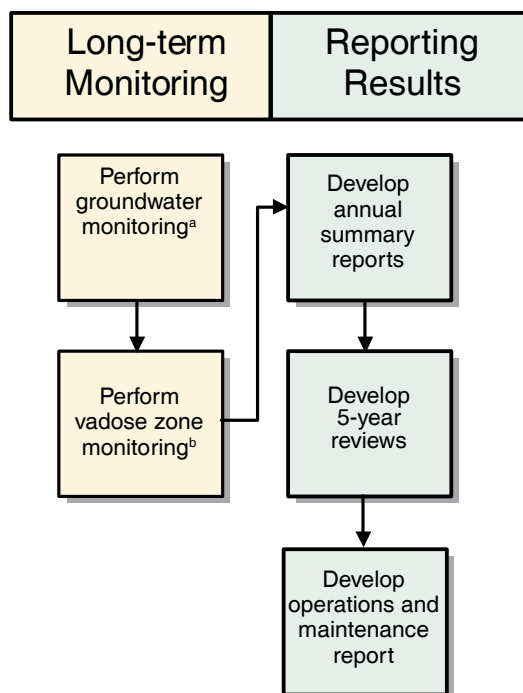 Long-term
Monitoring
Reporting
Results
Perform
groundwater
monitoringᵃ
Perform
vadose zone
monitoringᵇ
Develop
annual
summary
reports
Develop
5-year
reviews
Develop
operations and
maintenance
report